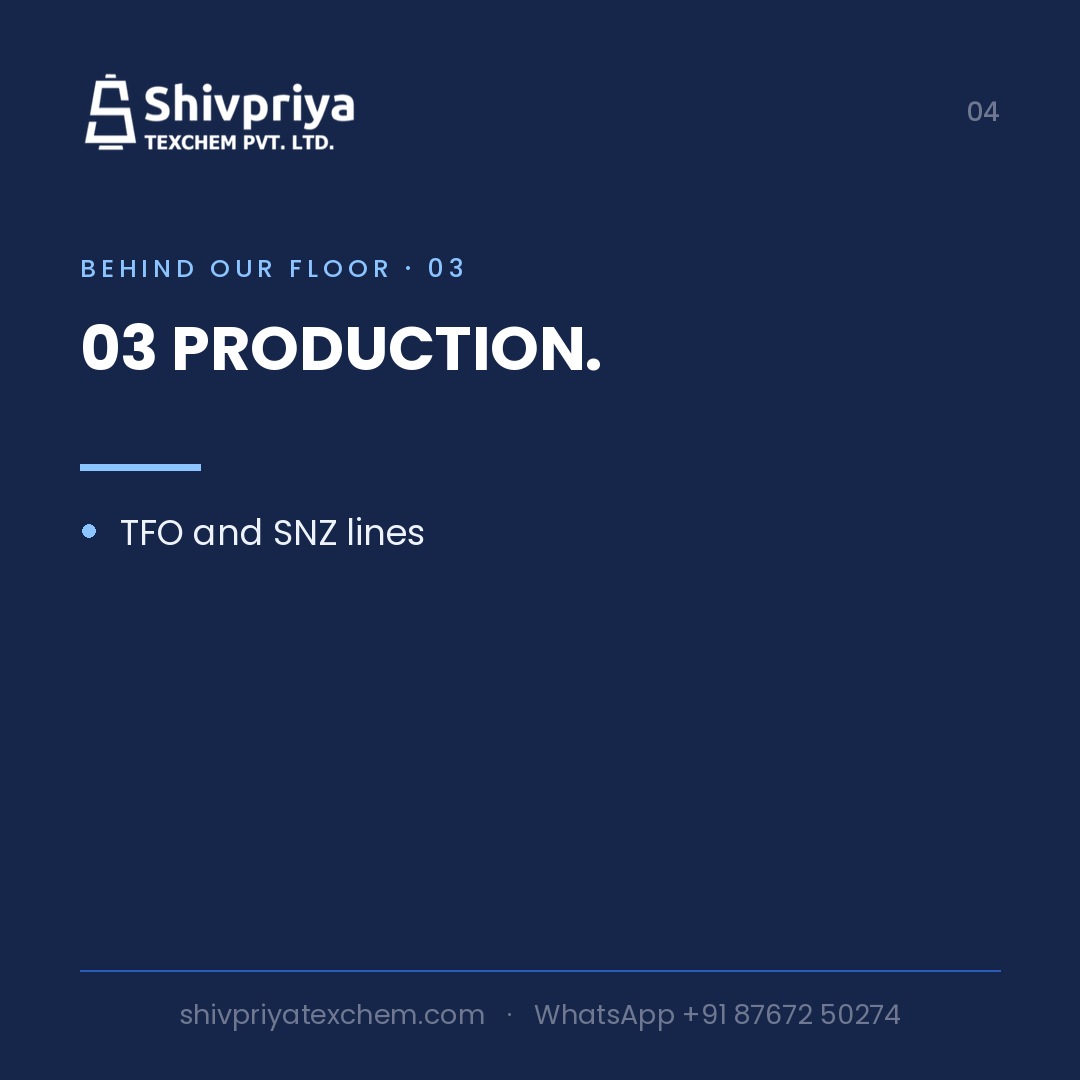 Shivpriya
TEXCHEM PVT. LTD.
04
BEHIND OUR FLOOR · 03
03 PRODUCTION.
• TFO and SNZ lines
shivpriyatexchem.com · WhatsApp +91 87672 50274